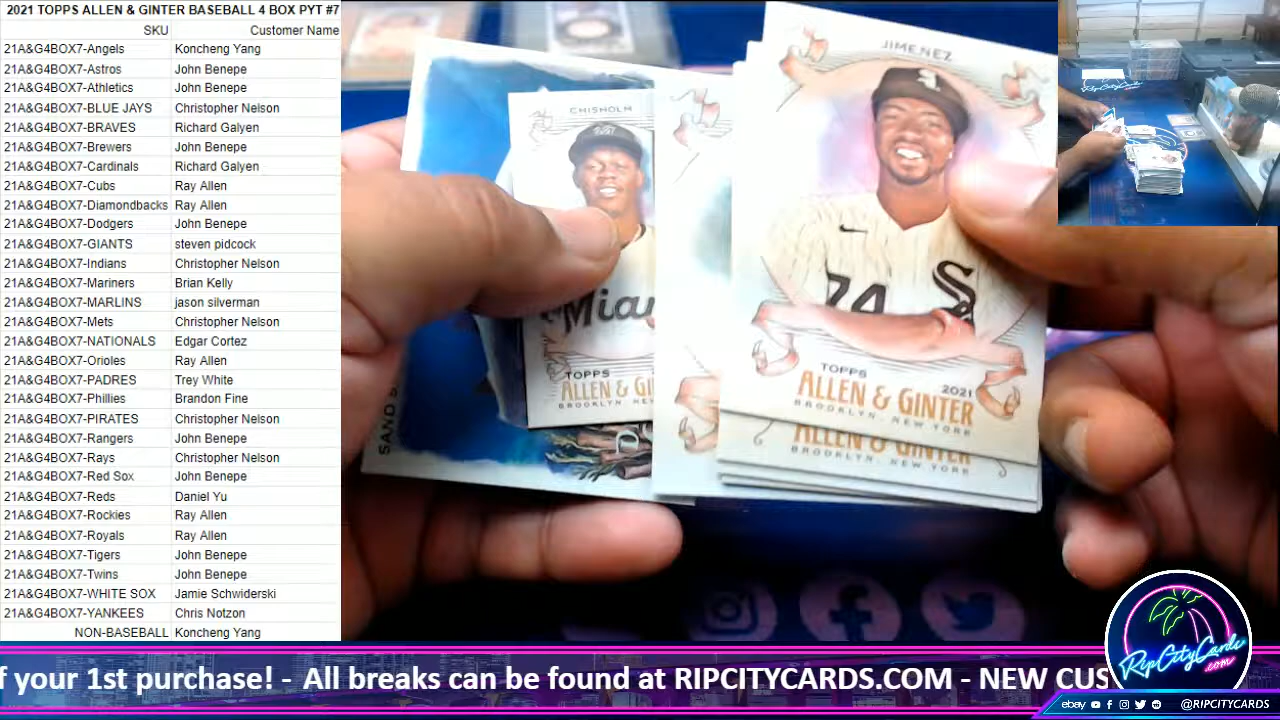 2021 TOPPS ALLEN & GINTER BASEBALL 4 BOX PYT #7
SKU Customer Name
21A&G4BOX7-Angels Koncheng Yang
21A&G4BOX7-Astros John Benepe
21A&G4BOX7-Athletics John Benepe
21A&G4BOX7-BLUE JAYS Christopher Nelson
21A&G4BOX7-BRAVES Richard Galyen
21A&G4BOX7-Brewers John Benepe
21A&G4BOX7-Cardinals Richard Galyen
21A&G4BOX7-Cubs Ray Allen
21A&G4BOX7-Diamondbacks Ray Allen
21A&G4BOX7-Dodgers John Benepe
21A&G4BOX7-GIANTS steven pidcock
21A&G4BOX7-Indians Christopher Nelson
21A&G4BOX7-Mariners Brian Kelly
21A&G4BOX7-MARLINS jason silverman
21A&G4BOX7-Mets Christopher Nelson
21A&G4BOX7-NATIONALS Edgar Cortez
21A&G4BOX7-Orioles Ray Allen
21A&G4BOX7-PADRES Trey White
21A&G4BOX7-Phillies Brandon Fine
21A&G4BOX7-PIRATES Christopher Nelson
21A&G4BOX7-Rangers John Benepe
21A&G4BOX7-Rays Christopher Nelson
21A&G4BOX7-Red Sox John Benepe
21A&G4BOX7-Reds Daniel Yu
21A&G4BOX7-Rockies Ray Allen
21A&G4BOX7-Royals Ray Allen
21A&G4BOX7-Tigers John Benepe
21A&G4BOX7-Twins John Benepe
21A&G4BOX7-WHITE SOX Jamie Schwiderski
21A&G4BOX7-YANKEES Chris Notzon
NON-BASEBALL Koncheng Yang
CHISHOLM
Mia
TOPPS
ALLEN & GI
BROOKLYN, NEW
SAND
JIMENEZ
74 SOX
TOPPS 2021
ALLEN & GINTER
BROOKLYN, NEW YORK
ALLEN & GINTER
BROOKLYN, NEW YORK
f your 1st purchase! - All breaks can be found at RIPCITYCARDS.COM - NEW CUS
RipCityCards
.com
ebay @RIPCITYCARDS